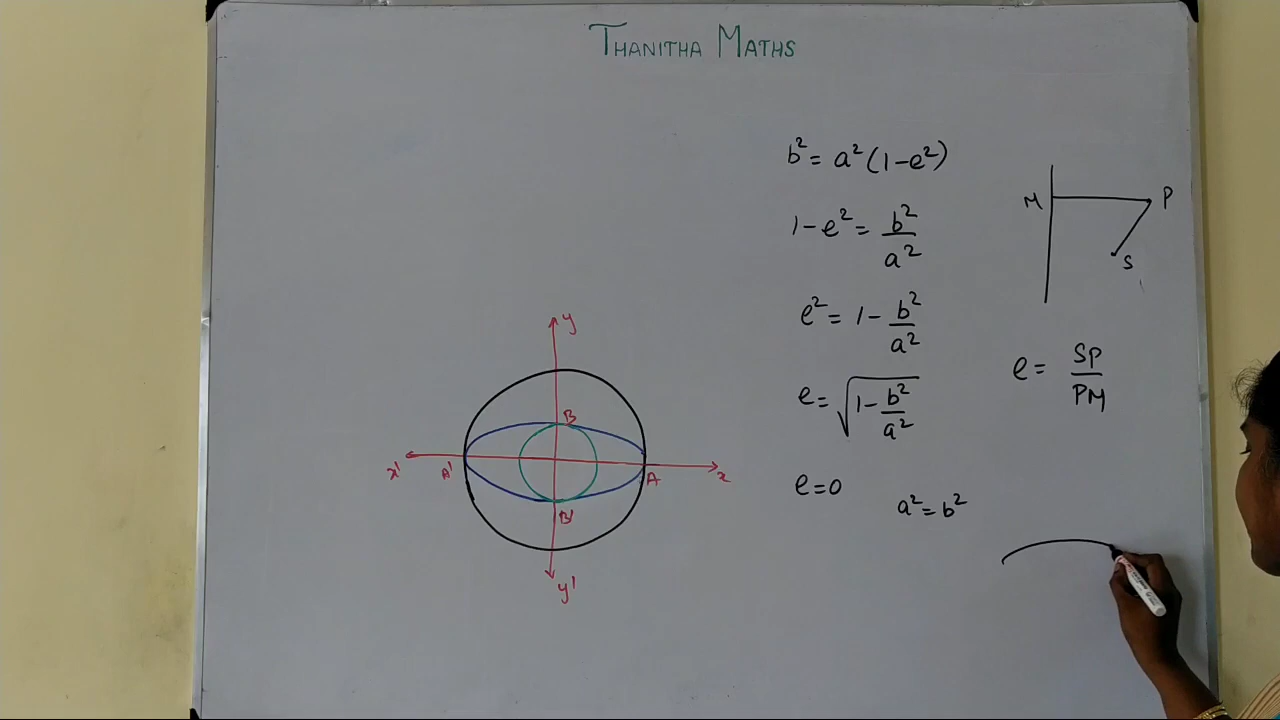 THANITHA MATHS
b² = a²(1-e²)
1-e² = b²/a²
e² = 1 - b²/a²
e = √(1 - b²/a²)
e=0
a² = b²
M P
S
e = SP/PM
y
B
x' A' A x
B'
y'